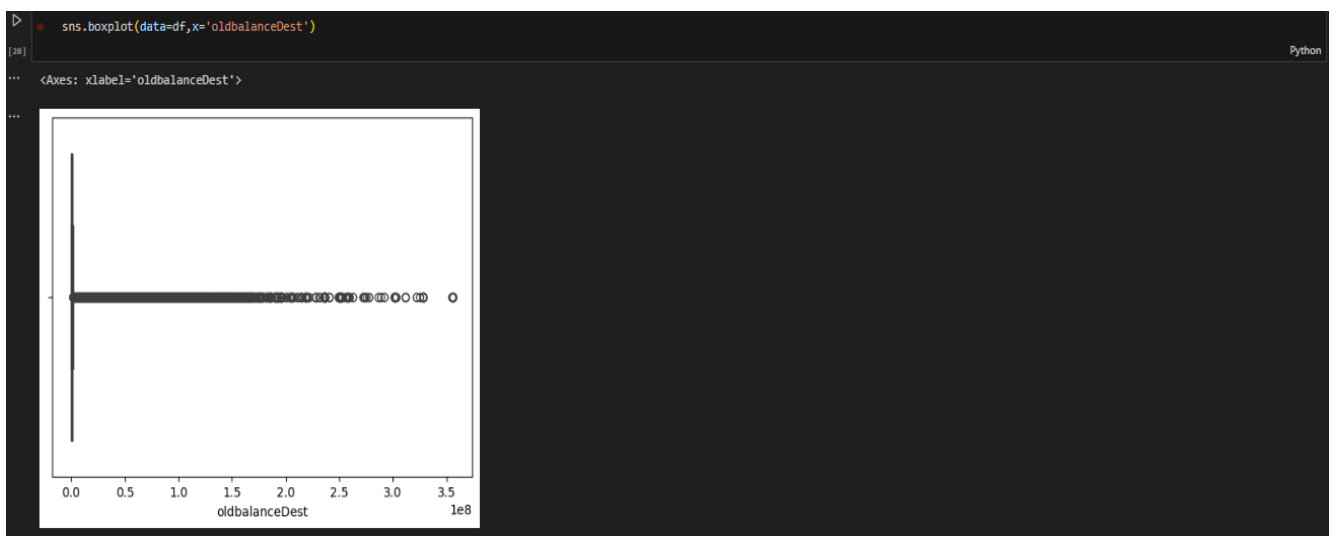 sns.boxplot(data=df,x='oldbalanceDest')
[20]
Python
<Axes: xlabel='oldbalanceDest'>
0.0 0.5 1.0 1.5 2.0 2.5 3.0 3.5
oldbalanceDest 1e8